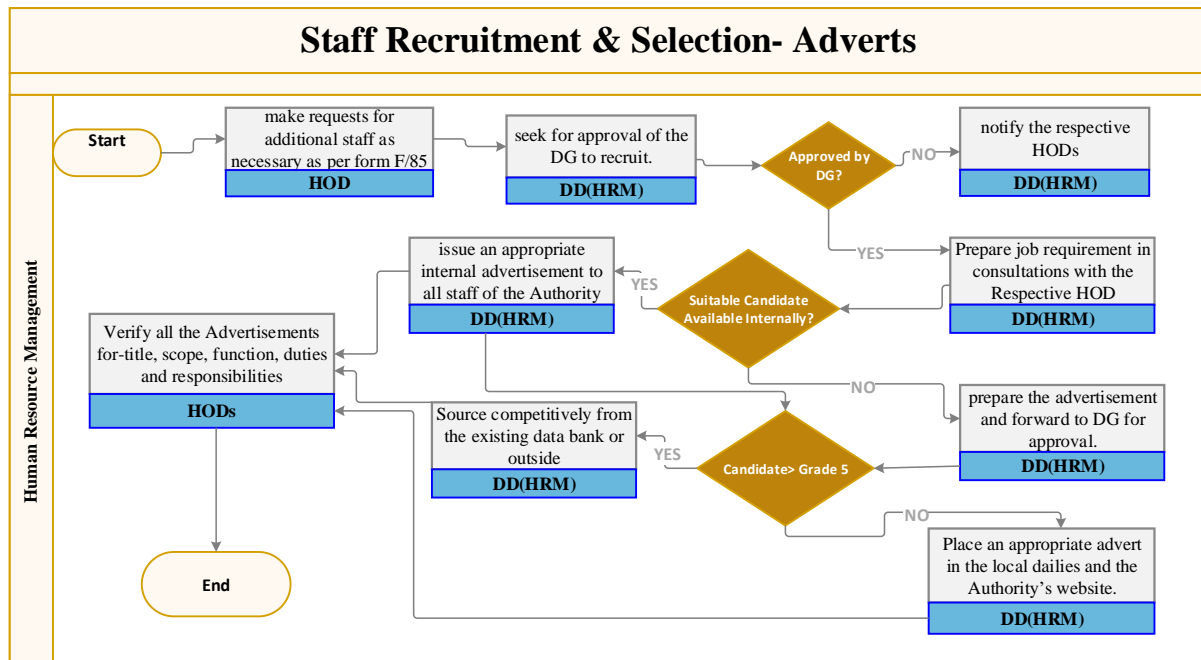 Staff Recruitment & Selection- Adverts
Human Resource Management
Start
make requests for
additional staff as
necessary as per form F/85
HOD
seek for approval of the
DG to recruit.
DD(HRM)
Approved by
DG?
NO
notify the respective
HODs
DD(HRM)
YES
Prepare job requirement in
consultations with the
Respective HOD
DD(HRM)
Suitable Candidate
Available Internally?
YES
issue an appropriate
internal advertisement to
all staff of the Authority
DD(HRM)
Verify all the Advertisements
for-title, scope, function, duties
and responsibilities
HODs
NO
prepare the advertisement
and forward to DG for
approval.
DD(HRM)
Candidate> Grade 5
YES
Source competitively from
the existing data bank or
outside
DD(HRM)
NO
Place an appropriate advert
in the local dailies and the
Authority’s website.
DD(HRM)
End